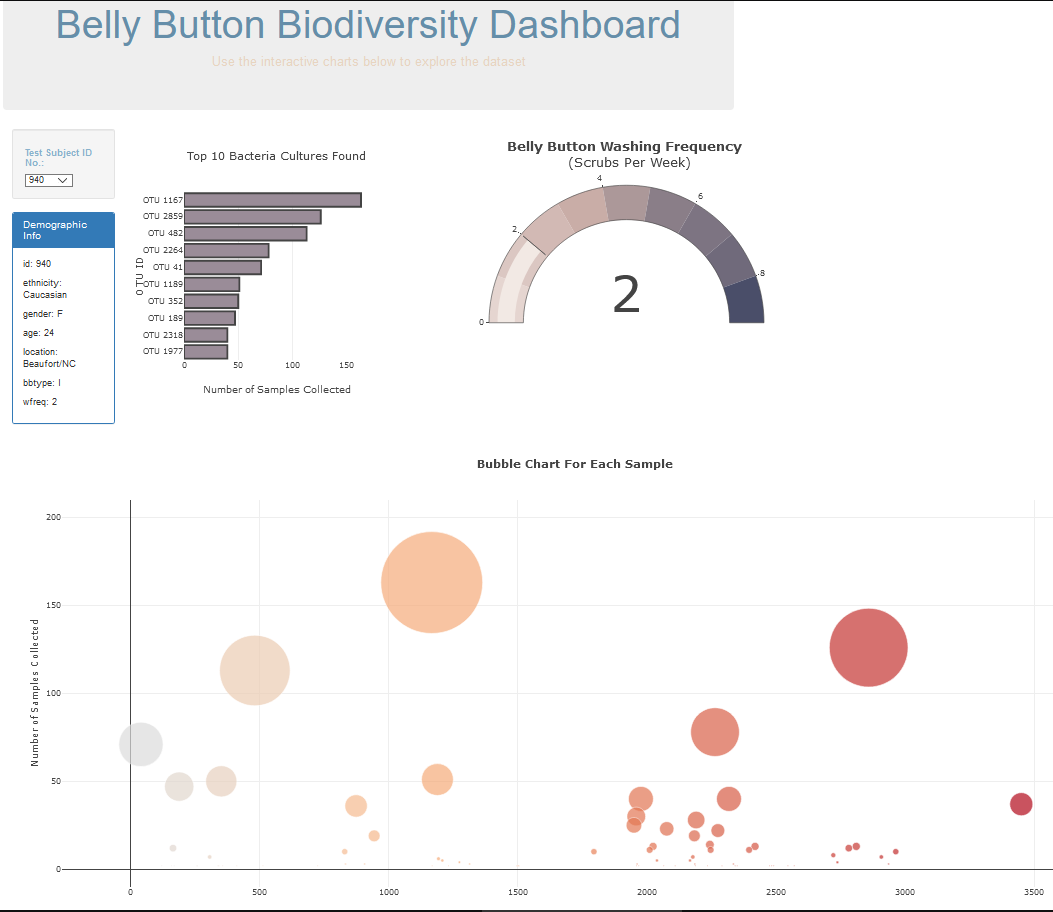 Belly Button Biodiversity Dashboard
Use the interactive charts below to explore the dataset
Test Subject ID
No.:
940
Demographic
Info
id: 940
ethnicity:
Caucasian
gender: F
age: 24
location:
Beaufort/NC
bbtype: I
wfreq: 2
Top 10 Bacteria Cultures Found
OTU ID
OTU 1167
OTU 2859
OTU 482
OTU 2264
OTU 41
OTU 1189
OTU 352
OTU 189
OTU 2318
OTU 1977
0 50 100 150
Number of Samples Collected
Belly Button Washing Frequency
(Scrubs Per Week)
0
2
4
6
8
2
Bubble Chart For Each Sample
Number of Samples Collected
200
150
100
50
0
0 500 1000 1500 2000 2500 3000 3500